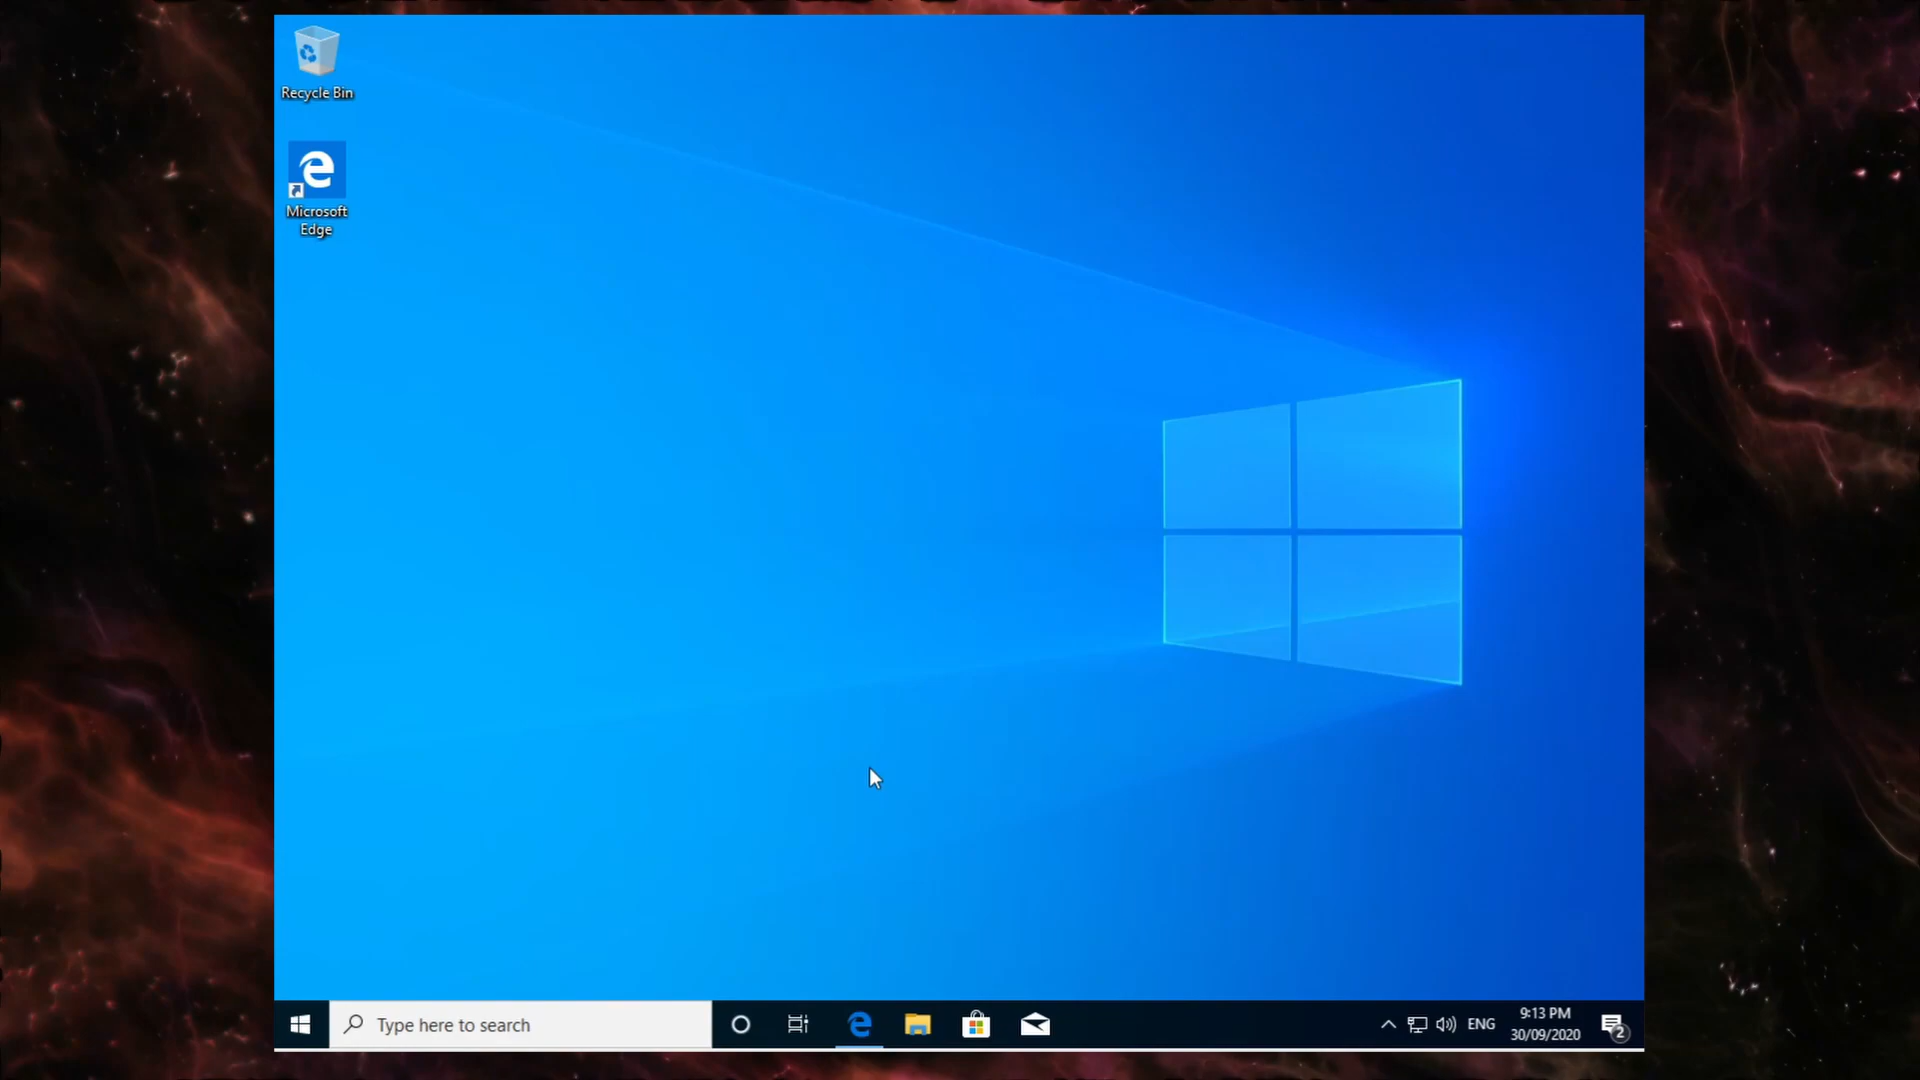 Recycle Bin
Microsoft
Edge
Type here to search
ENG
9:13 PM
30/09/2020
2